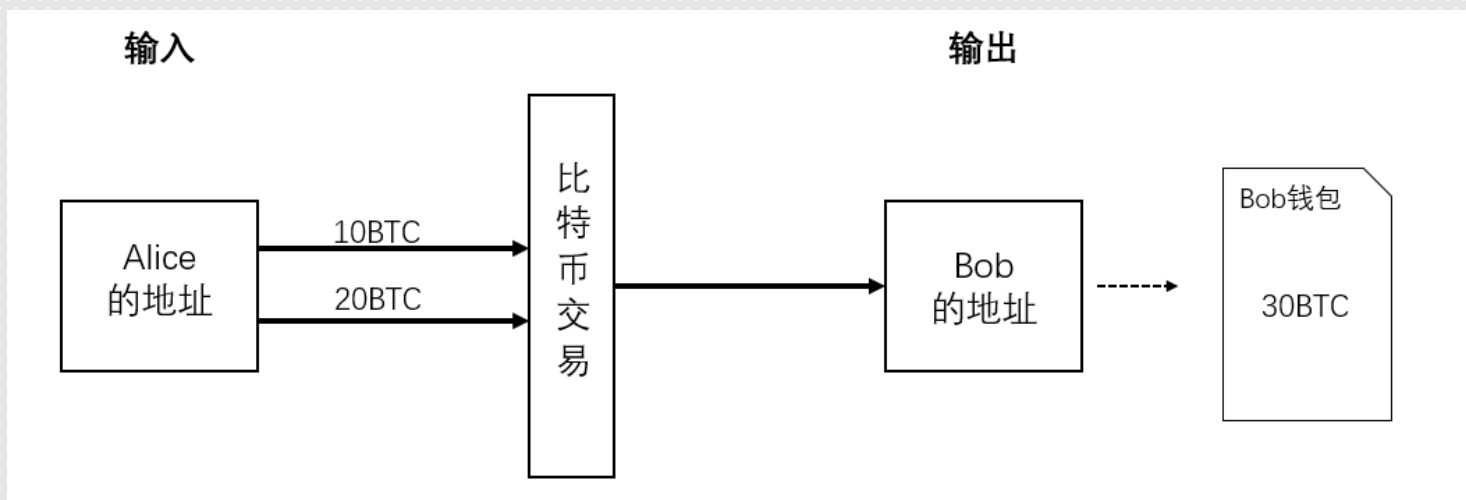 输入
输出
Alice
的地址
10BTC
20BTC
比
特
币
交
易
Bob
的地址
Bob钱包
30BTC